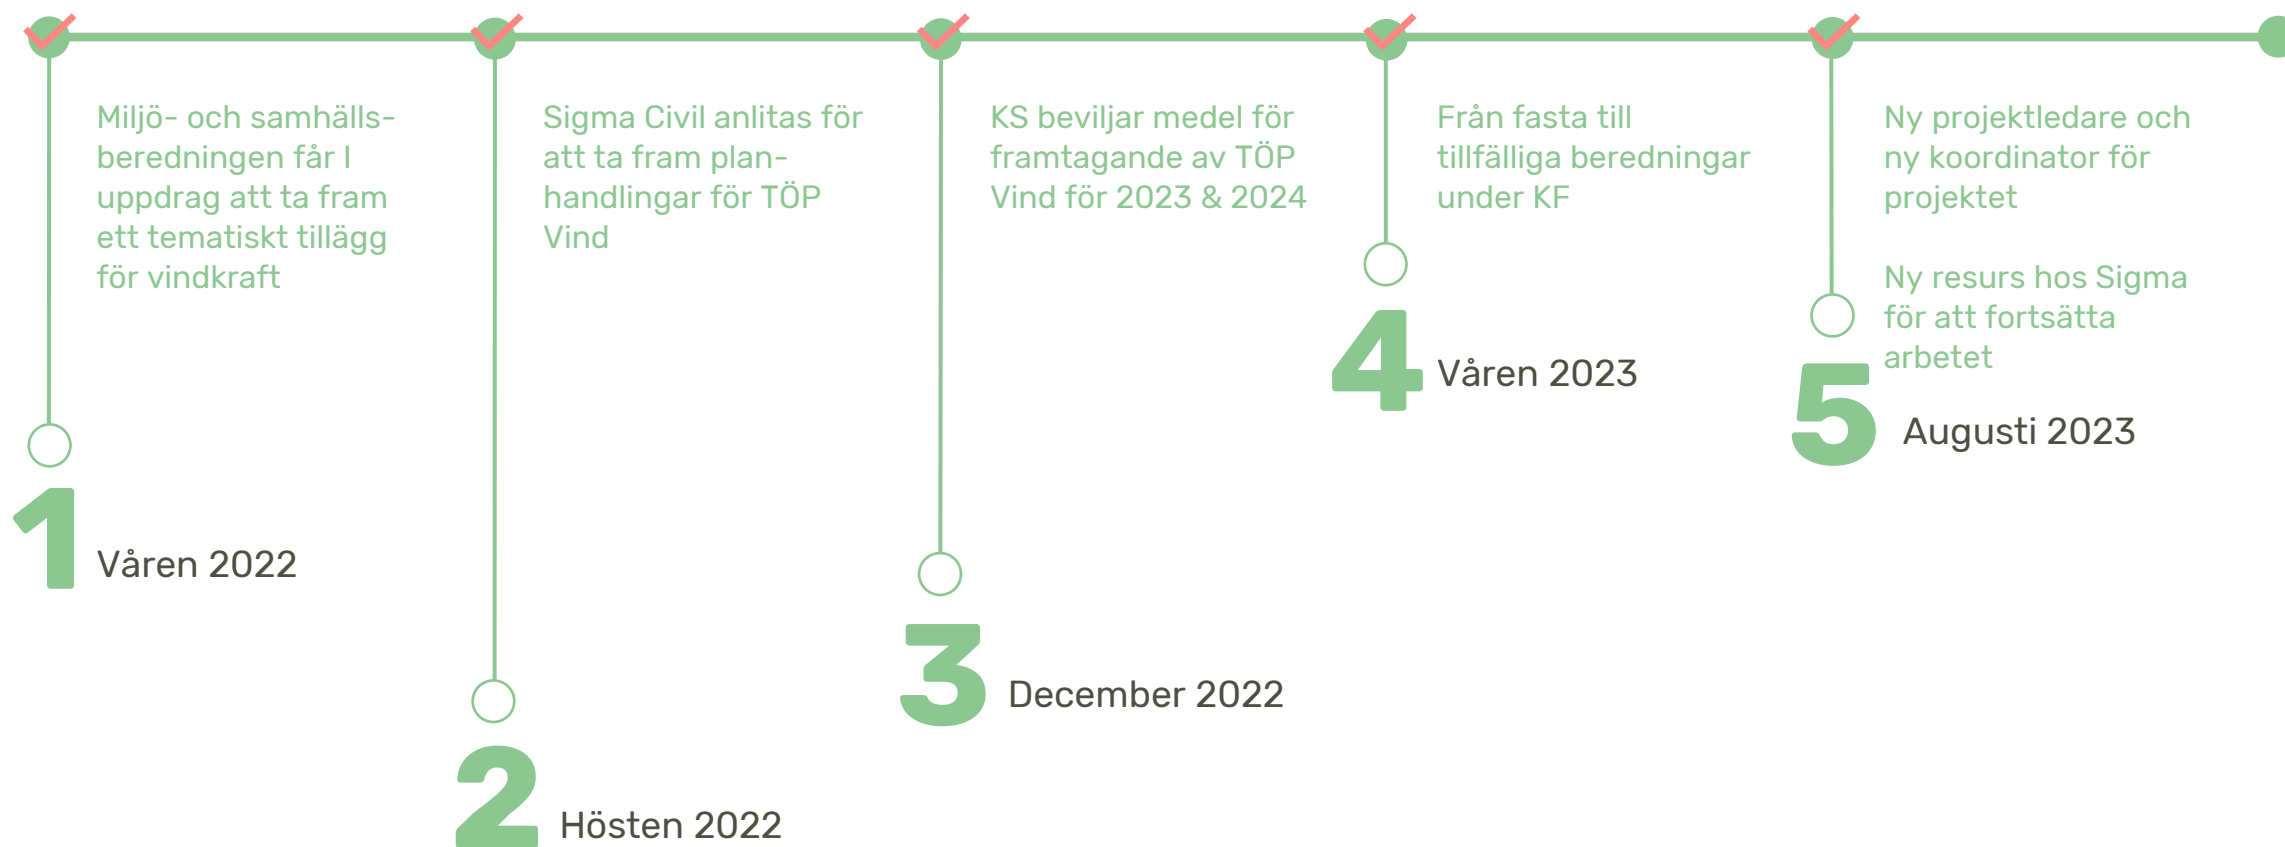 Miljö- och samhälls-
beredningen får I
uppdrag att ta fram
ett tematiskt tillägg
för vindkraft
1
Våren 2022
Sigma Civil anlitas för
att ta fram plan-
handlingar för TÖP
Vind
2
Hösten 2022
KS beviljar medel för
framtagande av TÖP
Vind för 2023 & 2024
3
December 2022
Från fasta till
tillfälliga beredningar
under KF
4
Våren 2023
Ny projektledare och
ny koordinator för
projektet
Ny resurs hos Sigma
för att fortsätta
arbetet
5
Augusti 2023